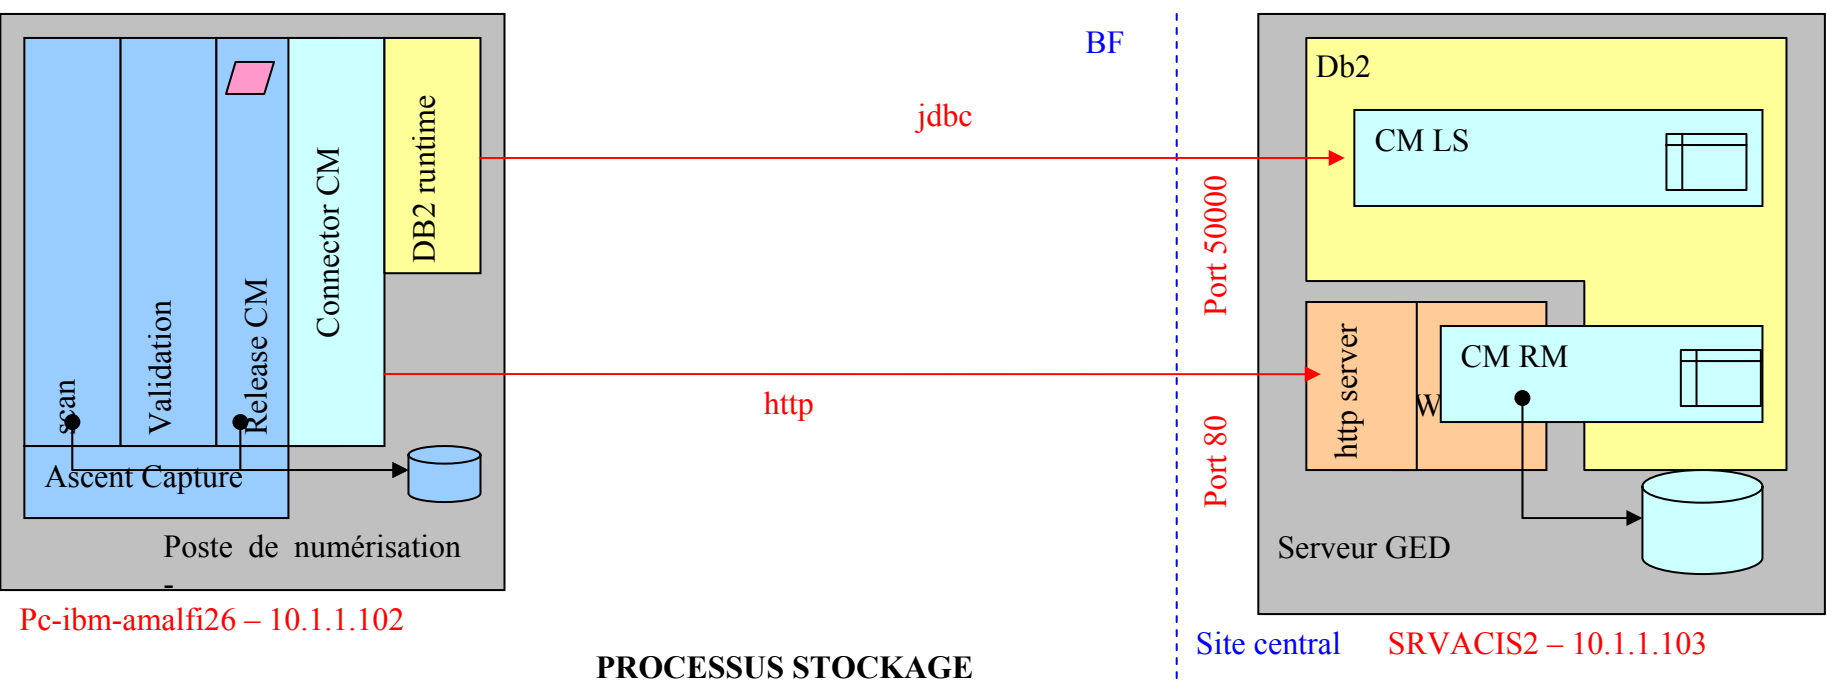 BF
Db2
jdbc
CM LS
scan
Validation
Release CM
Connector CM
DB2 runtime
Port 50000
http server
W
CM RM
http
Port 80
Ascent Capture
Poste de numérisation
-
Serveur GED
Pc-ibm-amalfi26 – 10.1.1.102
Site central
SRVACIS2 – 10.1.1.103
PROCESSUS STOCKAGE